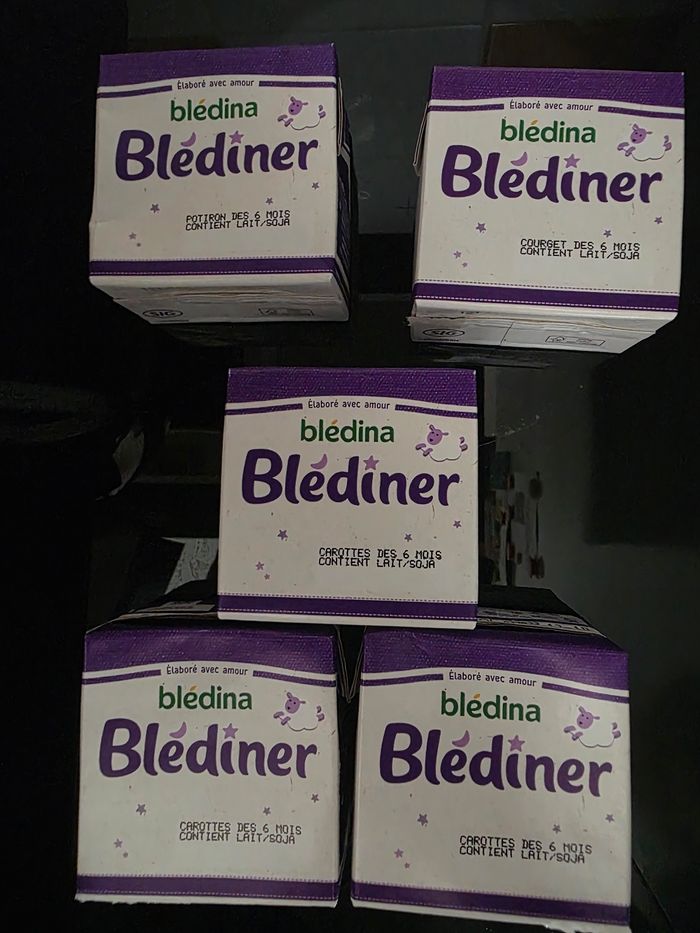 Élaboré avec amour
blédina
Blédiner
POTIRON DES 6 MOIS
CONTIENT LAIT/SOJA
SIG
Élaboré avec amour
blédina
Blédiner
COURGET DES 6 MOIS
CONTIENT LAIT/SOJA
SIG
Élaboré avec amour
blédina
Blédiner
CAROTTES DES 6 MOIS
CONTIENT LAIT/SOJA
Élaboré avec amour
blédina
Blédiner
CAROTTES DES 6 MOIS
CONTIENT LAIT/SOJA
Élaboré avec amour
blédina
Blédiner
CAROTTES DES 6 MOIS
CONTIENT LAIT/SOJA